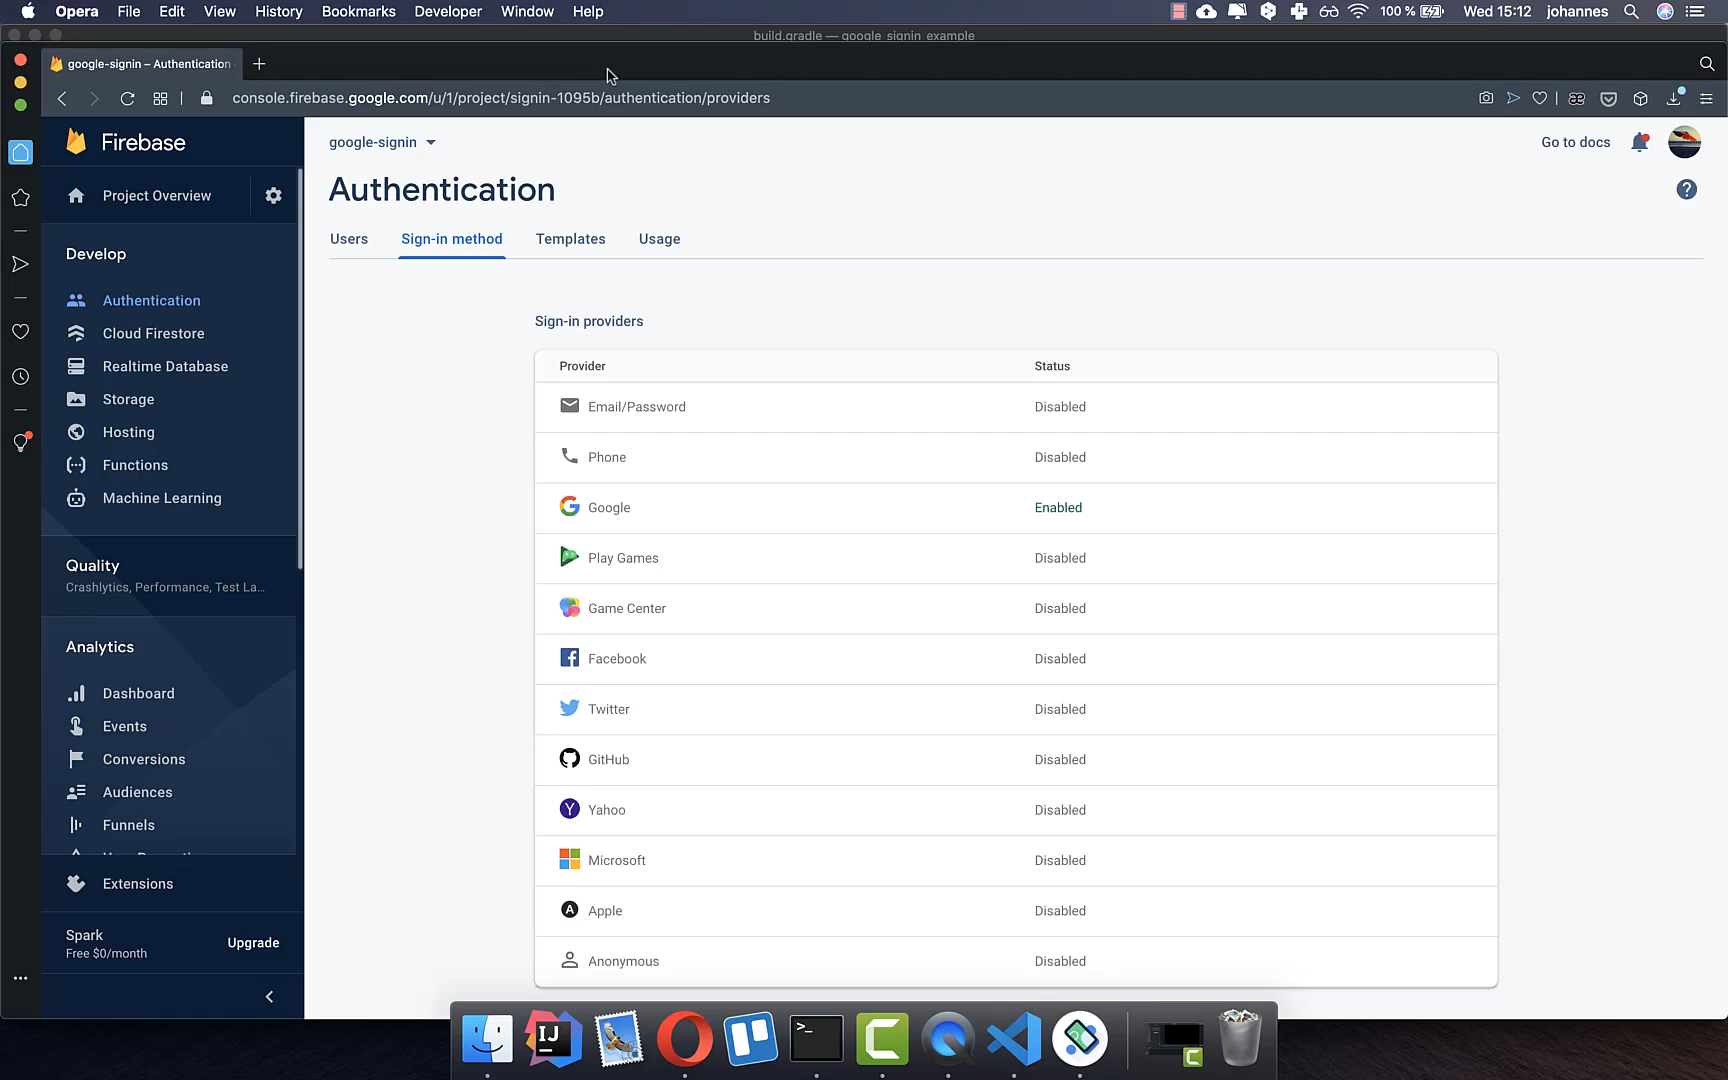 Opera File Edit View History Bookmarks Developer Window Help 100 % Wed 15:12 johannes
build.gradle — google_signin_example
google-signin – Authentication
console.firebase.google.com/u/1/project/signin-1095b/authentication/providers
Firebase
google-signin
Go to docs
Project Overview
Authentication
Users Sign-in method Templates Usage
Develop
Authentication
Cloud Firestore
Realtime Database
Storage
Hosting
Functions
Machine Learning
Quality
Crashlytics, Performance, Test La...
Analytics
Dashboard
Events
Conversions
Audiences
Funnels
Extensions
Spark
Free $0/month
Upgrade
Sign-in providers
Provider Status
Email/Password Disabled
Phone Disabled
Google Enabled
Play Games Disabled
Game Center Disabled
Facebook Disabled
Twitter Disabled
GitHub Disabled
Yahoo Disabled
Microsoft Disabled
Apple Disabled
Anonymous Disabled